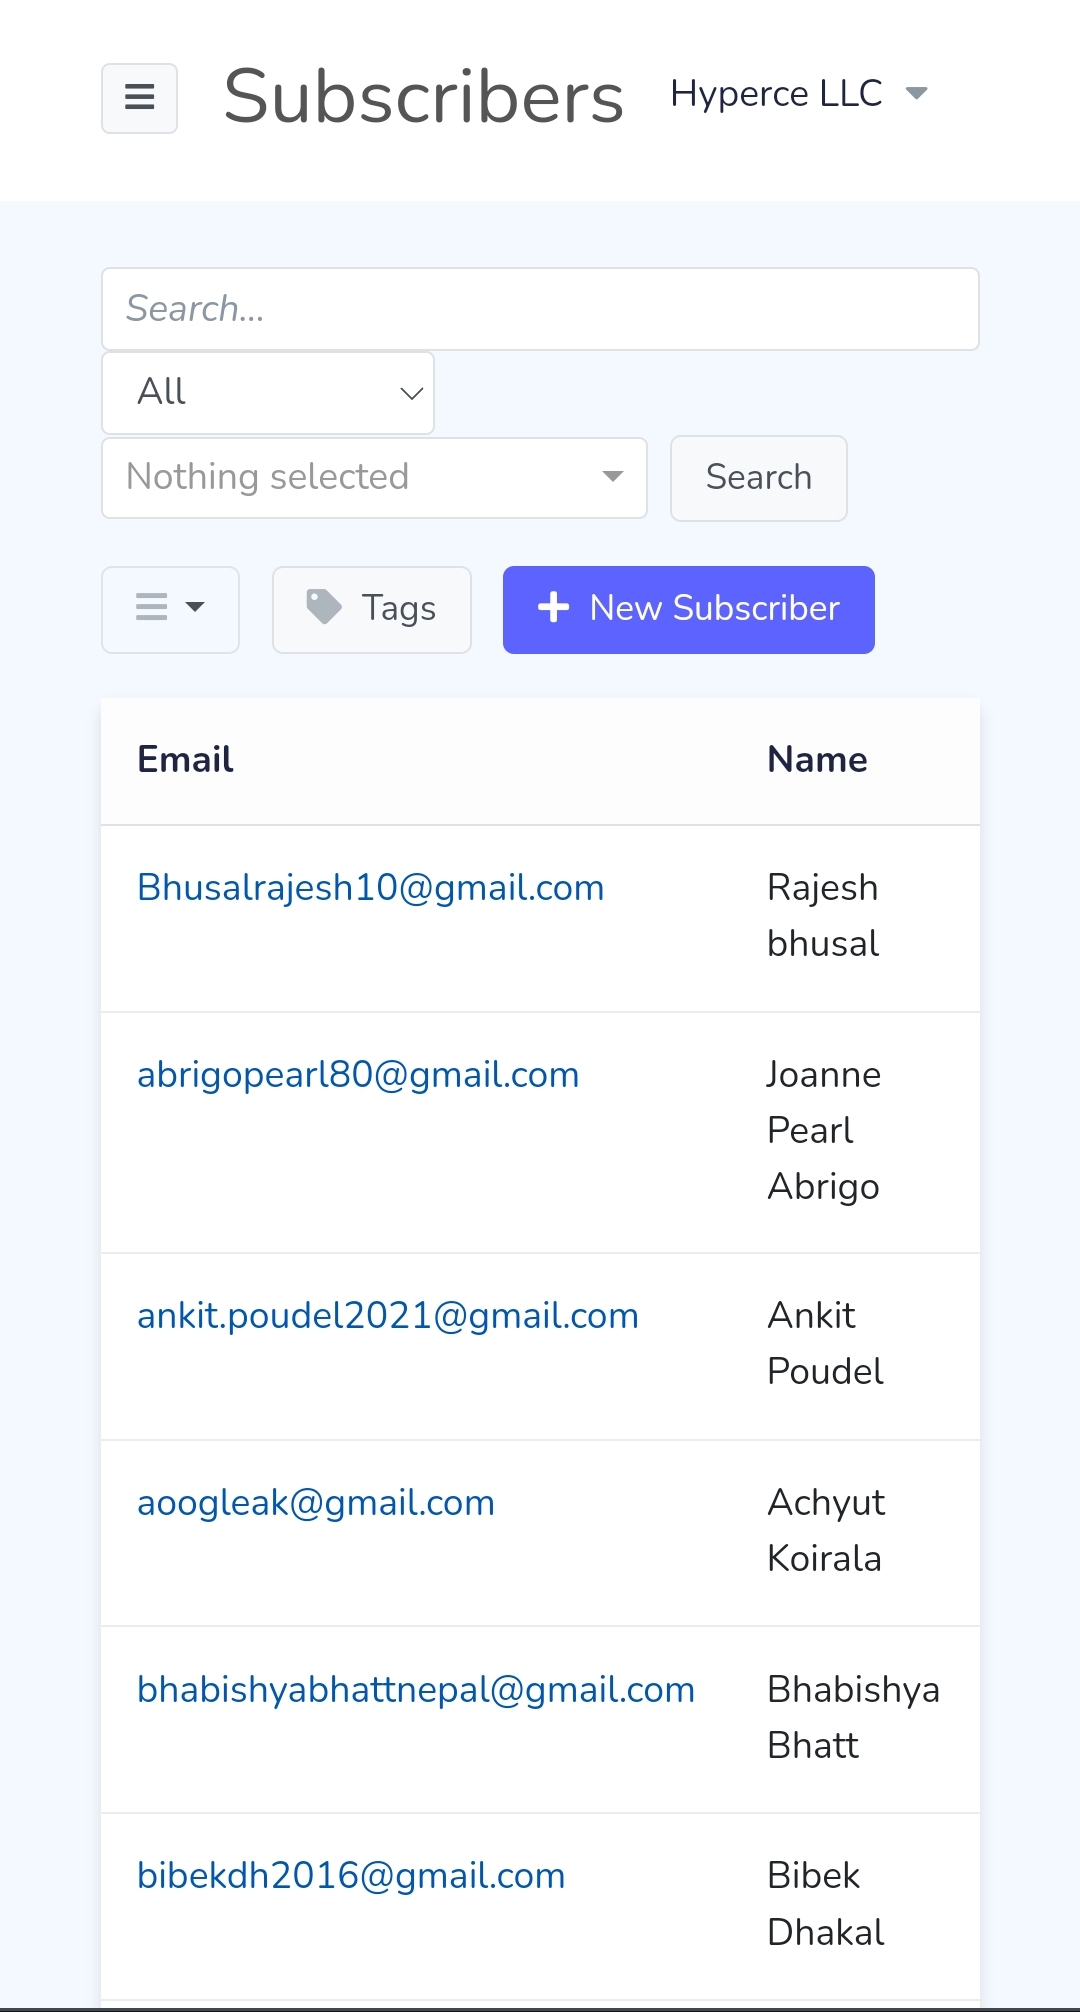 Subscribers
Hyperce LLC
Search...
All
Nothing selected
Search
Tags
New Subscriber
Email
Name
Bhusalrajesh10@gmail.com
Rajesh
bhusal
abrigopearl80@gmail.com
Joanne
Pearl
Abrigo
ankit.poudel2021@gmail.com
Ankit
Poudel
aoogleak@gmail.com
Achyut
Koirala
bhabishyabhattnepal@gmail.com
Bhabishya
Bhatt
bibekdh2016@gmail.com
Bibek
Dhakal